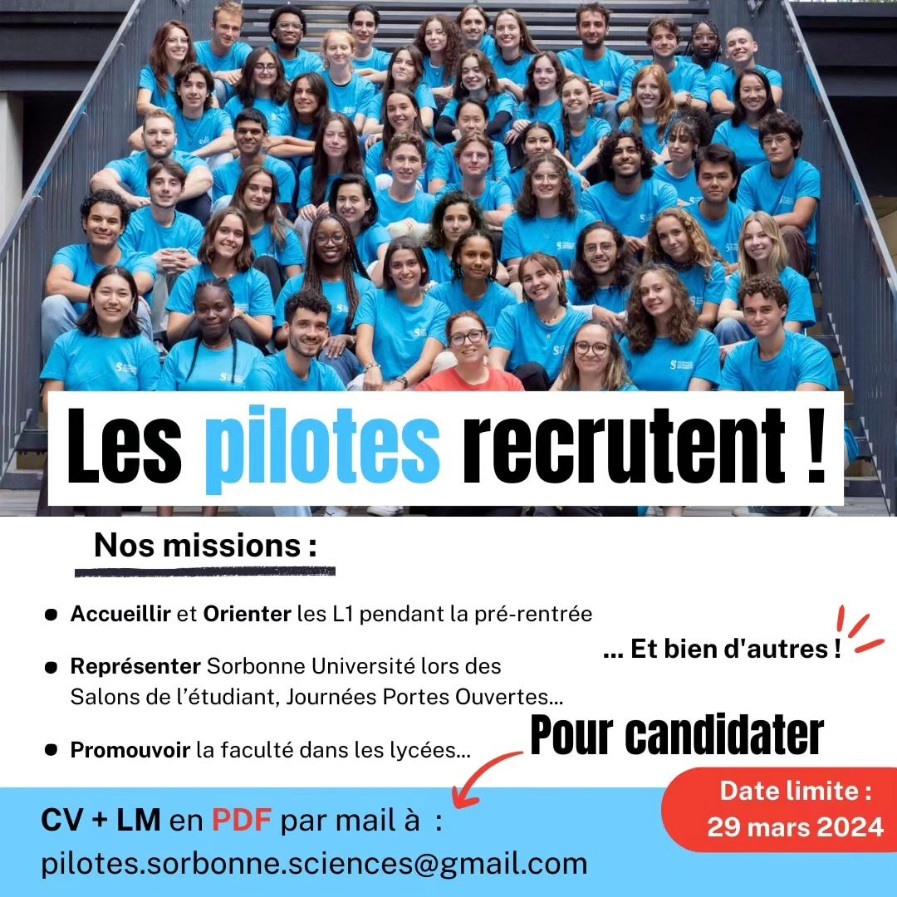 Les pilotes recrutent !
Nos missions :
• Accueillir et Orienter les L1 pendant la pré-rentrée
• Représenter Sorbonne Université lors des
Salons de l’étudiant, Journées Portes Ouvertes...
• Promouvoir la faculté dans les lycées...
... Et bien d'autres !
Pour candidater
CV + LM en PDF par mail à :
pilotes.sorbonne.sciences@gmail.com
Date limite :
29 mars 2024